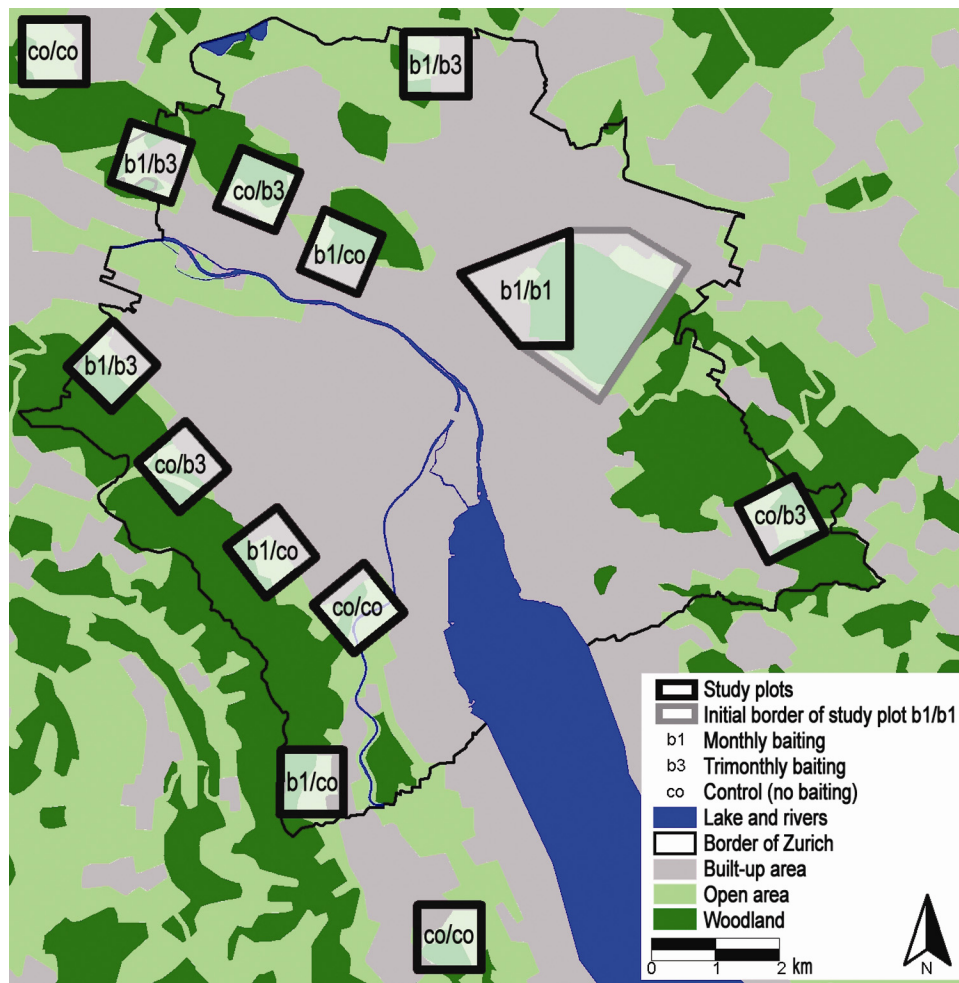 co/co
b1/b3
b1/b3
co/b3
b1/co
b1/b1
b1/b3
co/b3
co/b3
b1/co
co/co
b1/co
co/co
Study plots
Initial border of study plot b1/b1
b1 Monthly baiting
b3 Trimonthly baiting
co Control (no baiting)
Lake and rivers
Border of Zurich
Built-up area
Open area
Woodland
0 1 2 km
N